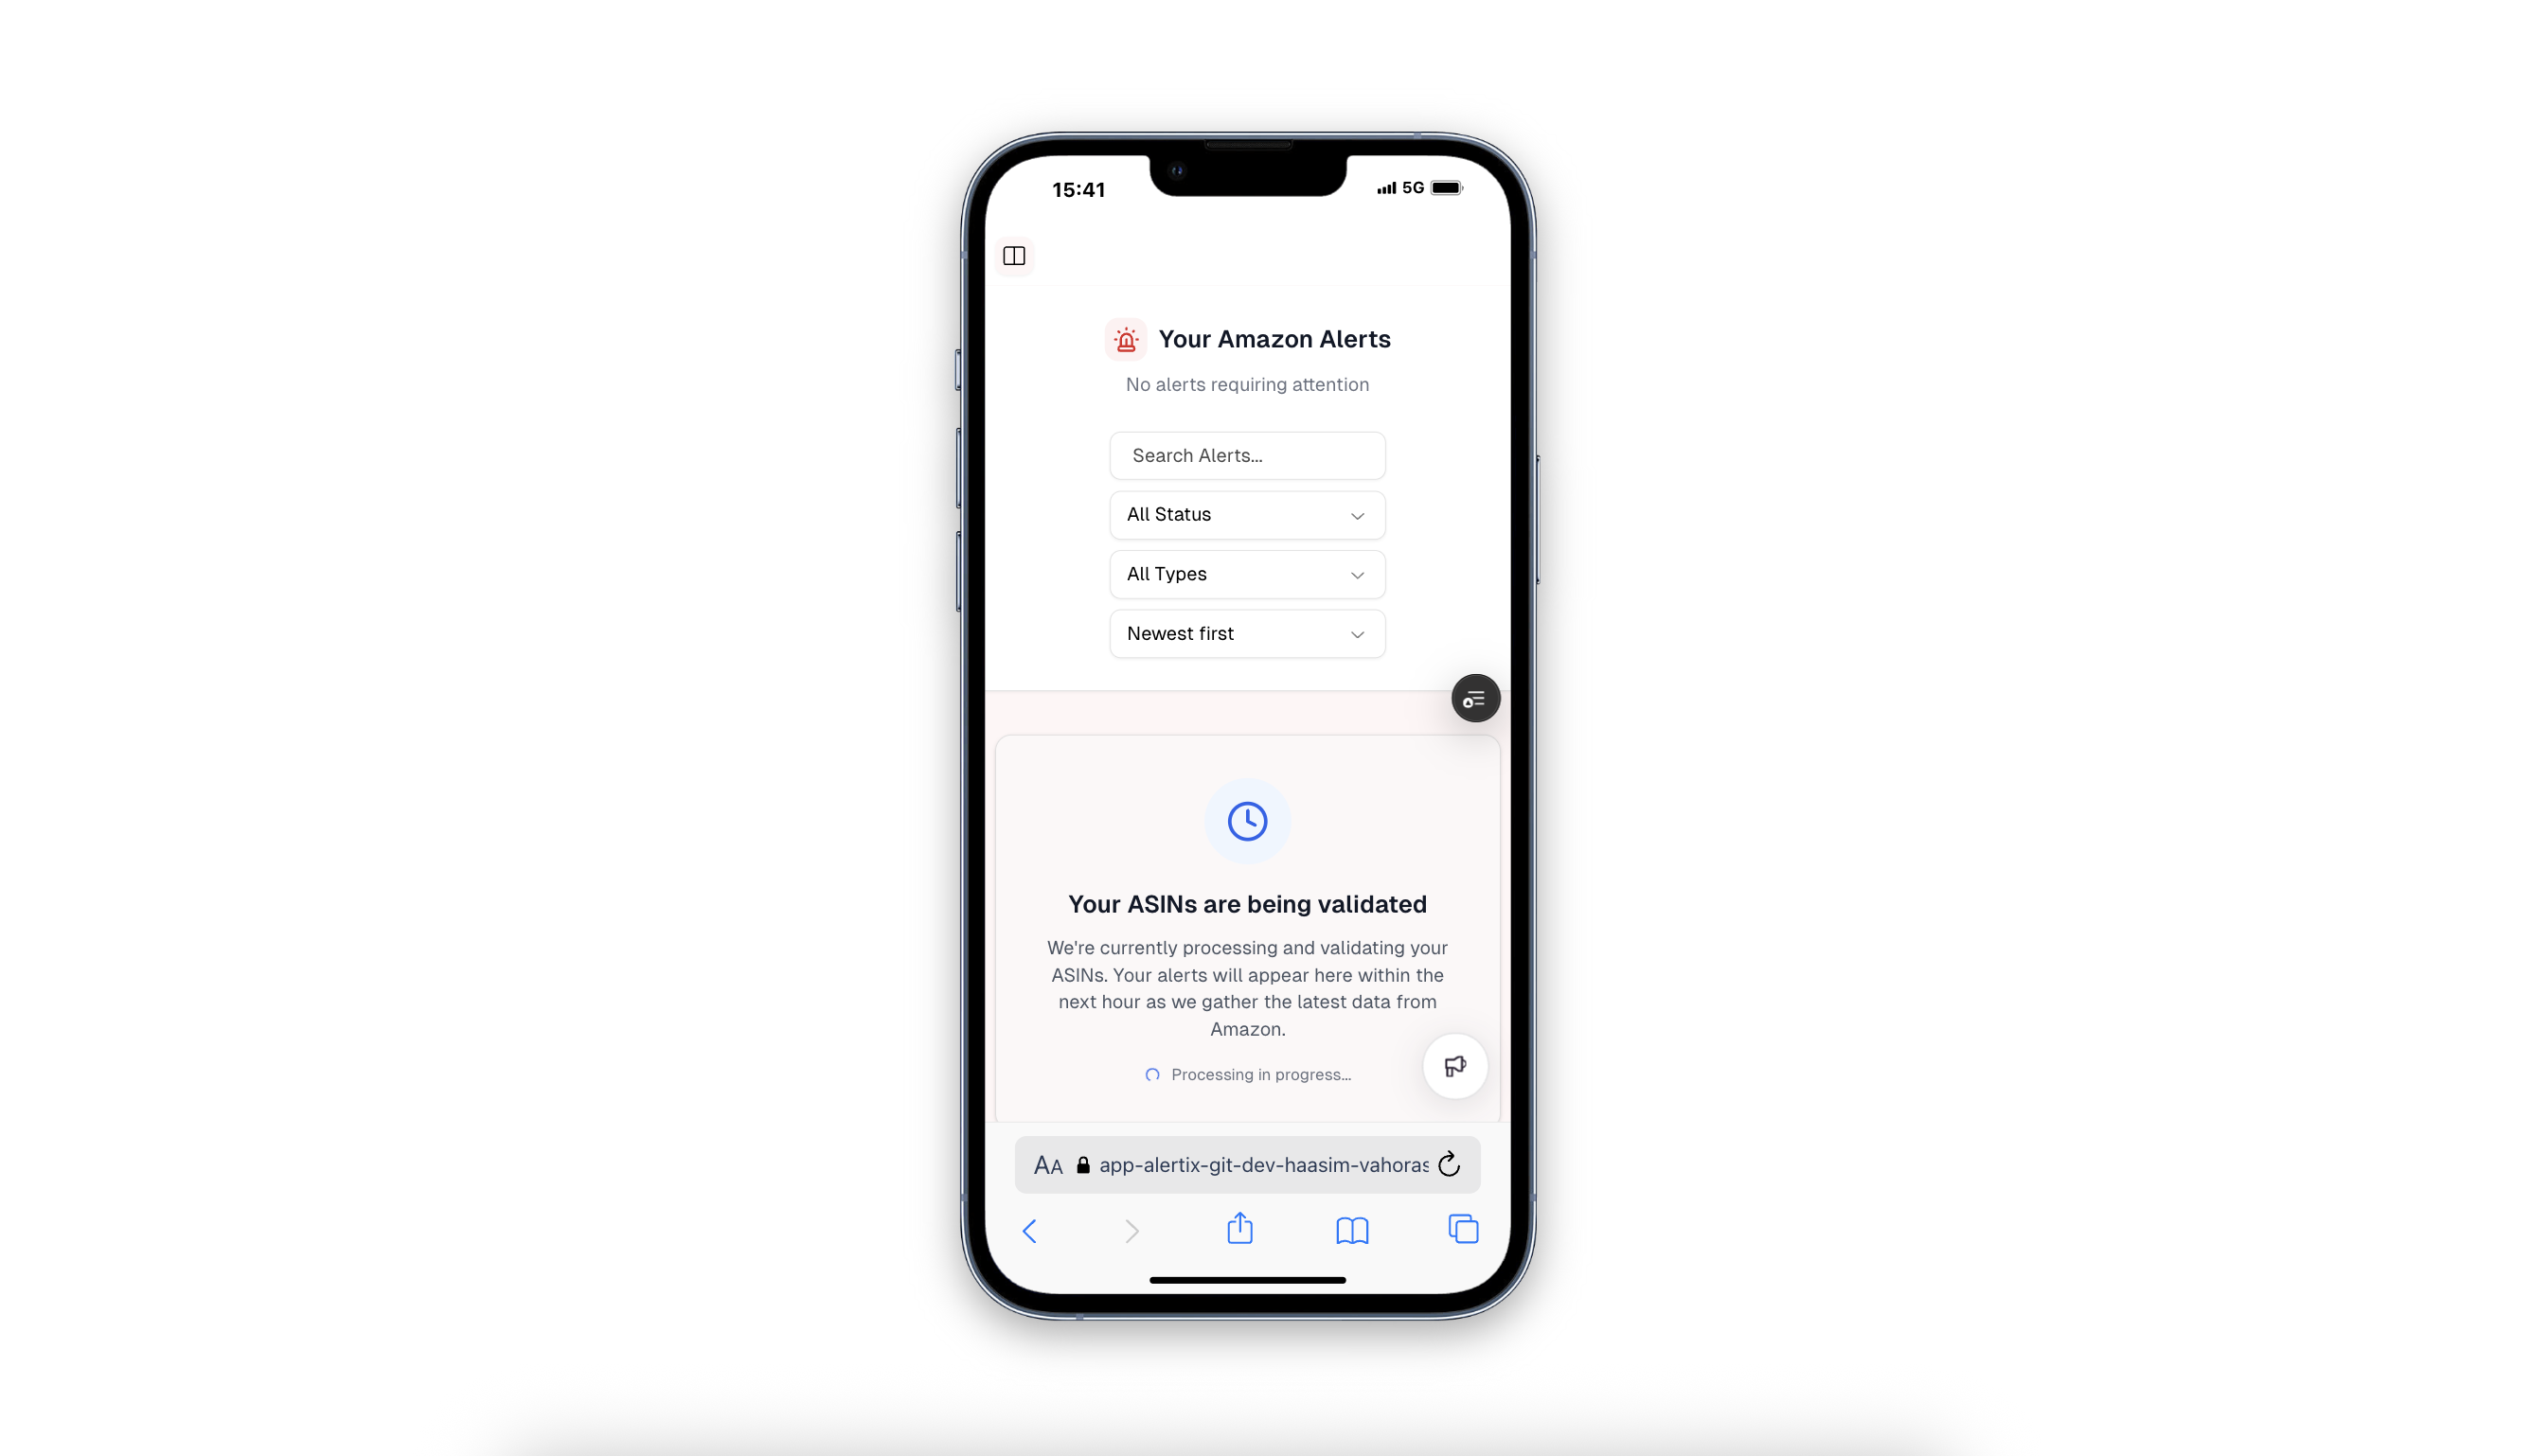 15:41
5G
Your Amazon Alerts
No alerts requiring attention
Search Alerts...
All Status
All Types
Newest first
Your ASINs are being validated
We're currently processing and validating your
ASINs. Your alerts will appear here within the
next hour as we gather the latest data from
Amazon.
Processing in progress...
AA app-alertix-git-dev-haasim-vahoras